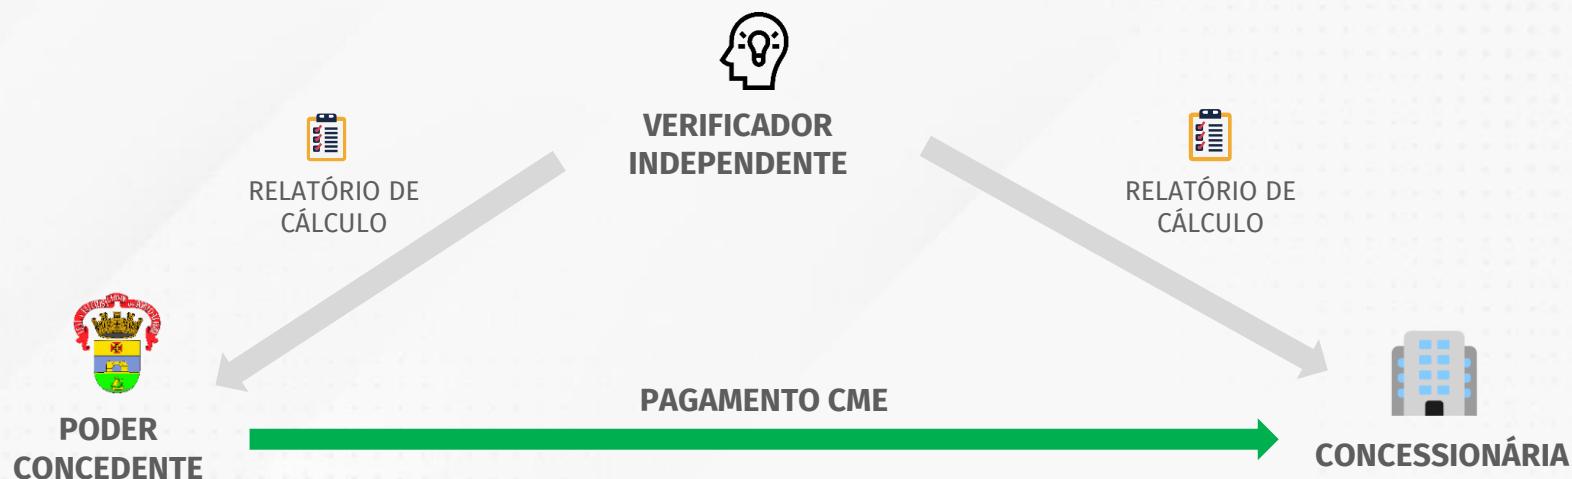 VERIFICADOR
INDEPENDENTE
RELATÓRIO DE
CÁLCULO
RELATÓRIO DE
CÁLCULO
PAGAMENTO CME
PODER
CONCEDENTE
CONCESSIONÁRIA